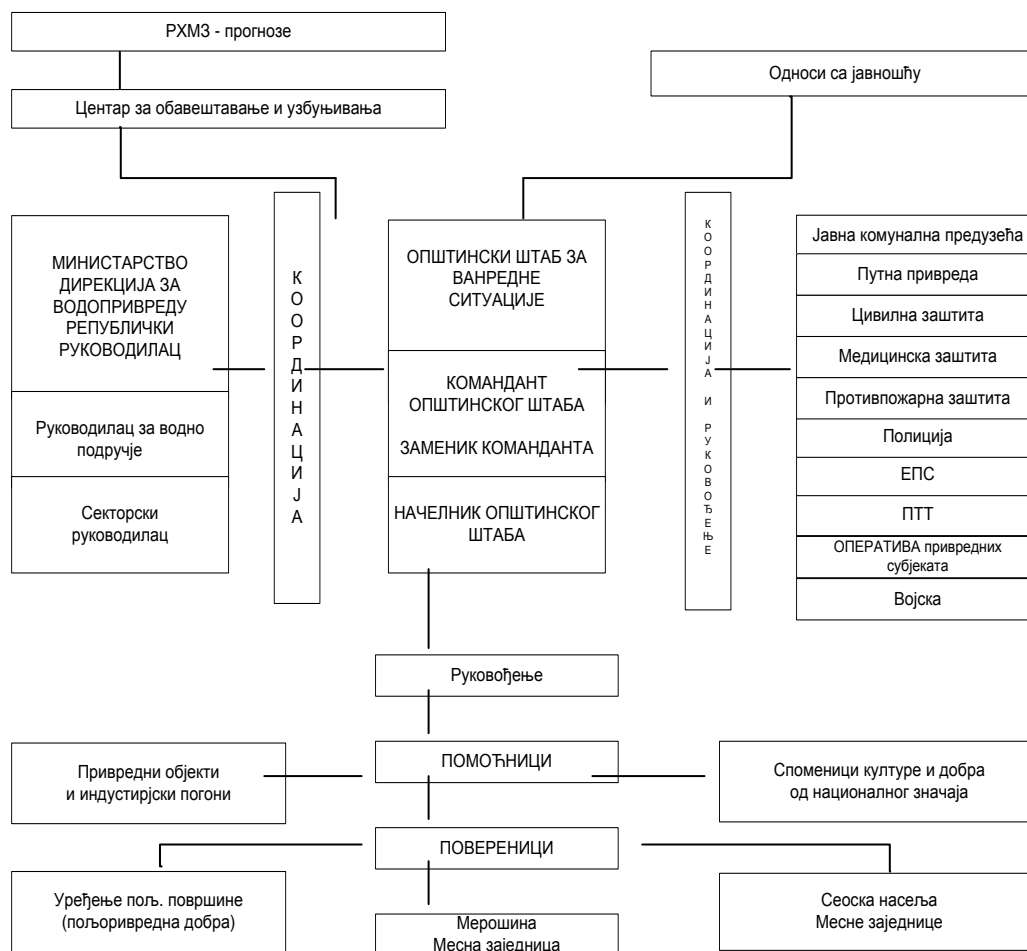 РХМЗ - прогнозе
Односи са јавношћу
Центар за обавештавање и узбуњивања
МИНИСТАРСТВО
ДИРЕКЦИЈА ЗА
ВОДОПРИВРЕДУ
РЕПУБЛИЧКИ
РУКОВОДИЛАЦ
Руководилац за водно
подручје
Секторски
руководилац
КООРДИНАЦИЈА
ОПШТИНСКИ ШТАБ ЗА
ВАНРЕДНЕ
СИТУАЦИЈЕ
КОМАНДАНТ
ОПШТИНСКОГ ШТАБА
ЗАМЕНИК КОМАНДАНТА
НАЧЕЛНИК ОПШТИНСКОГ
ШТАБА
КООРДИНАЦИЈА И РУКОВОЂЕЊЕ
Јавна комунална предузећа
Путна привреда
Цивилна заштита
Медицинска заштита
Противпожарна заштита
Полиција
ЕПС
ПТТ
ОПЕРАТИВА привредних
субјеката
Војска
Руковођење
ПОМОЋНИЦИ
Привредни објекти
и индустирјски погони
Споменици културе и добра
од националног значаја
ПОВЕРЕНИЦИ
Уређење пољ. површине
(пољоривредна добра)
Мерошина
Месна заједница
Сеоска насеља
Месне заједнице